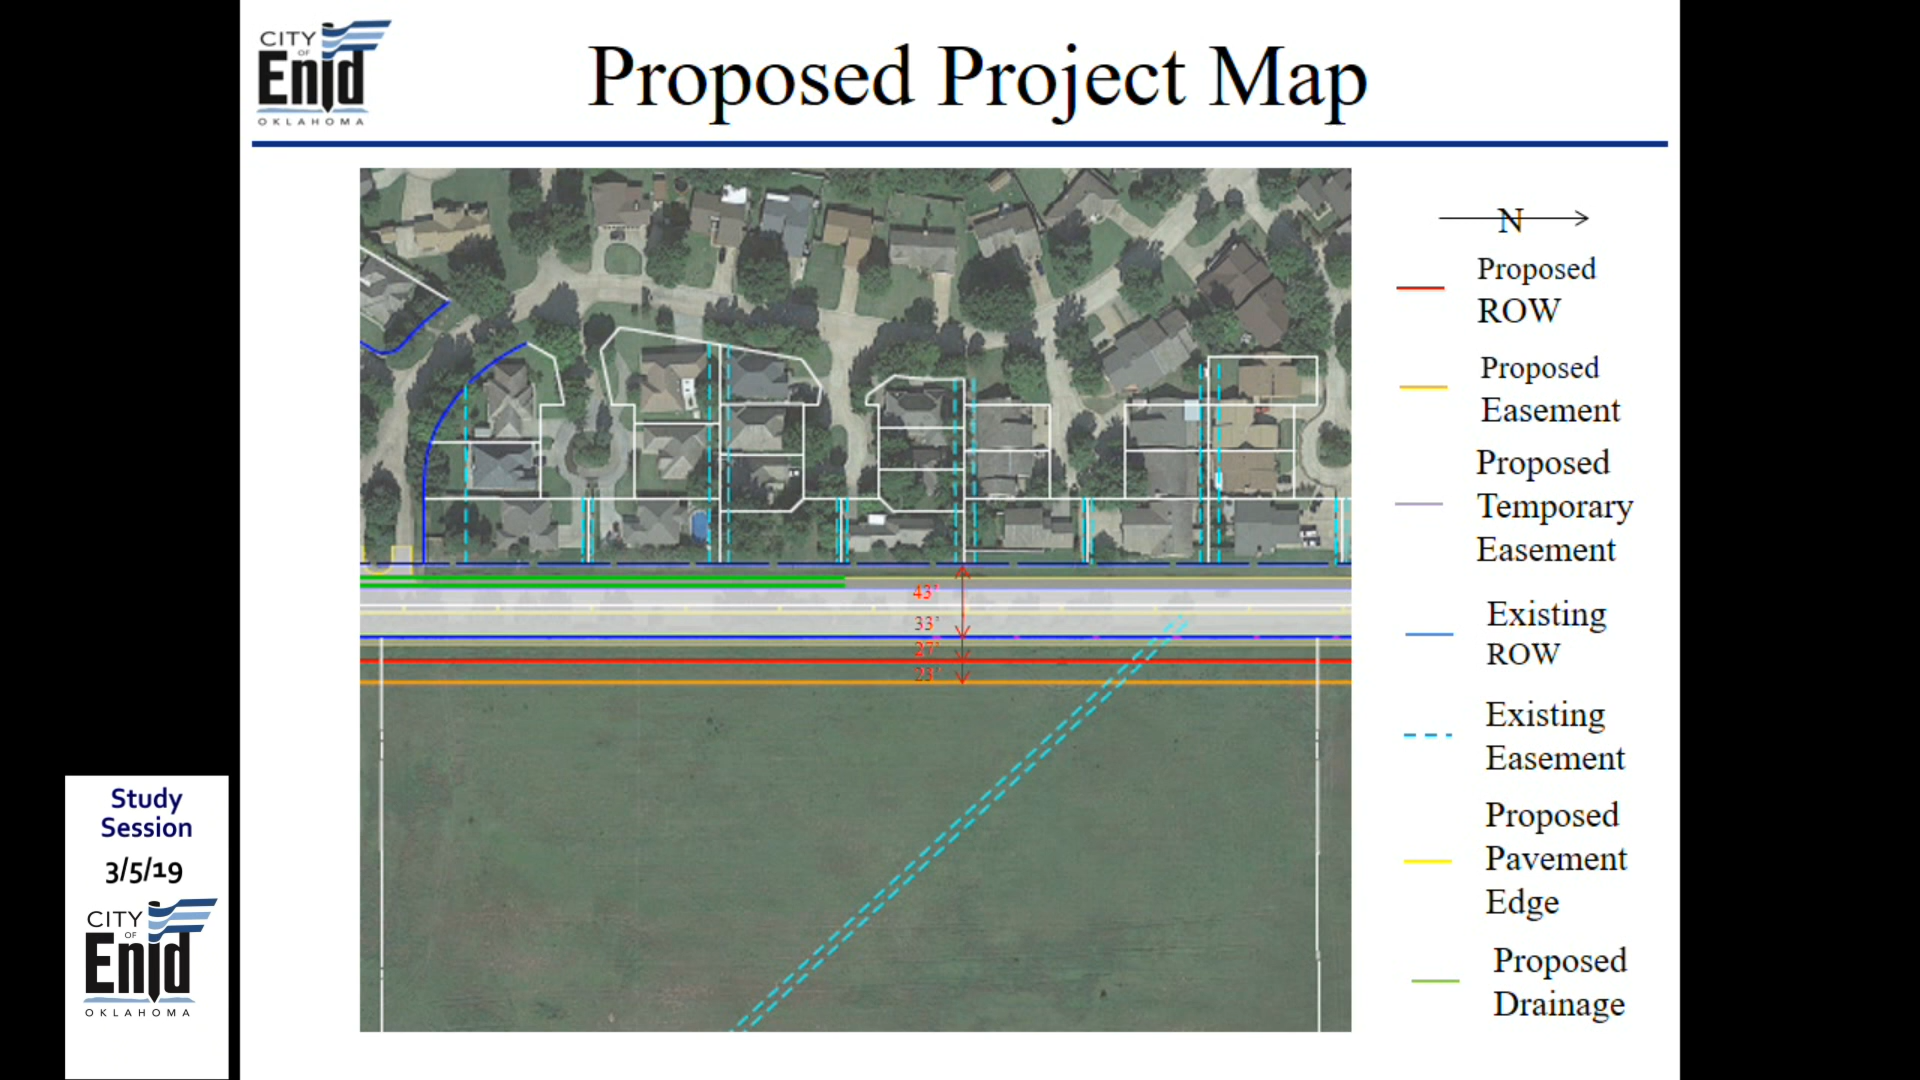 CITY
OF
Enid
OKLAHOMA
Proposed Project Map
N
Proposed
ROW
Proposed
Easement
Proposed
Temporary
Easement
Existing
ROW
Existing
Easement
Proposed
Pavement
Edge
Proposed
Drainage
43'
33'
27'
23'
Study
Session
3/5/19
CITY
OF
Enid
OKLAHOMA